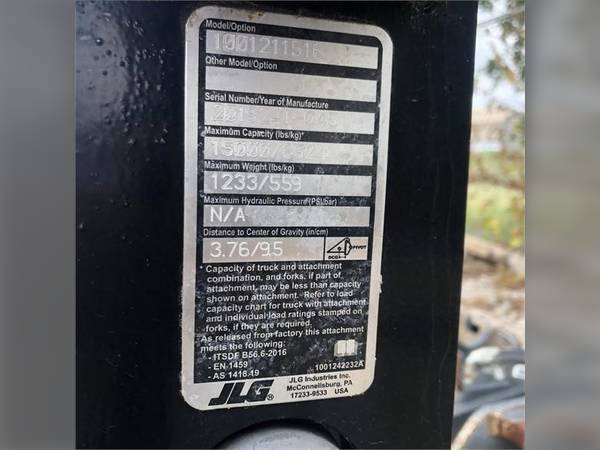 Model/Option
Other Model/Option
Serial Number/Year of Manufacture
Maximum Capacity (lbs/kg)*
15000/
Maximum Weight (lbs/kg)
1233/559
Maximum Hydraulic Pressure (PSI/bar)
N/A
Distance to Center of Gravity (in/cm)
3.76/9.5
PIVOT
DCG
* Capacity of truck and attachment
combination, and forks, if part of
attachment, may be less than capacity
shown on attachment. Refer to load
capacity chart for truck with attachment
and individual load ratings stamped on
forks, if they are required.
As released from factory this attachment
meets the following:
- ITSDF B56.6-2016
- EN 1459
- AS 1418.19
1001242232A
JLG®
JLG Industries Inc.
McConnellsburg, PA
17233-9533 USA